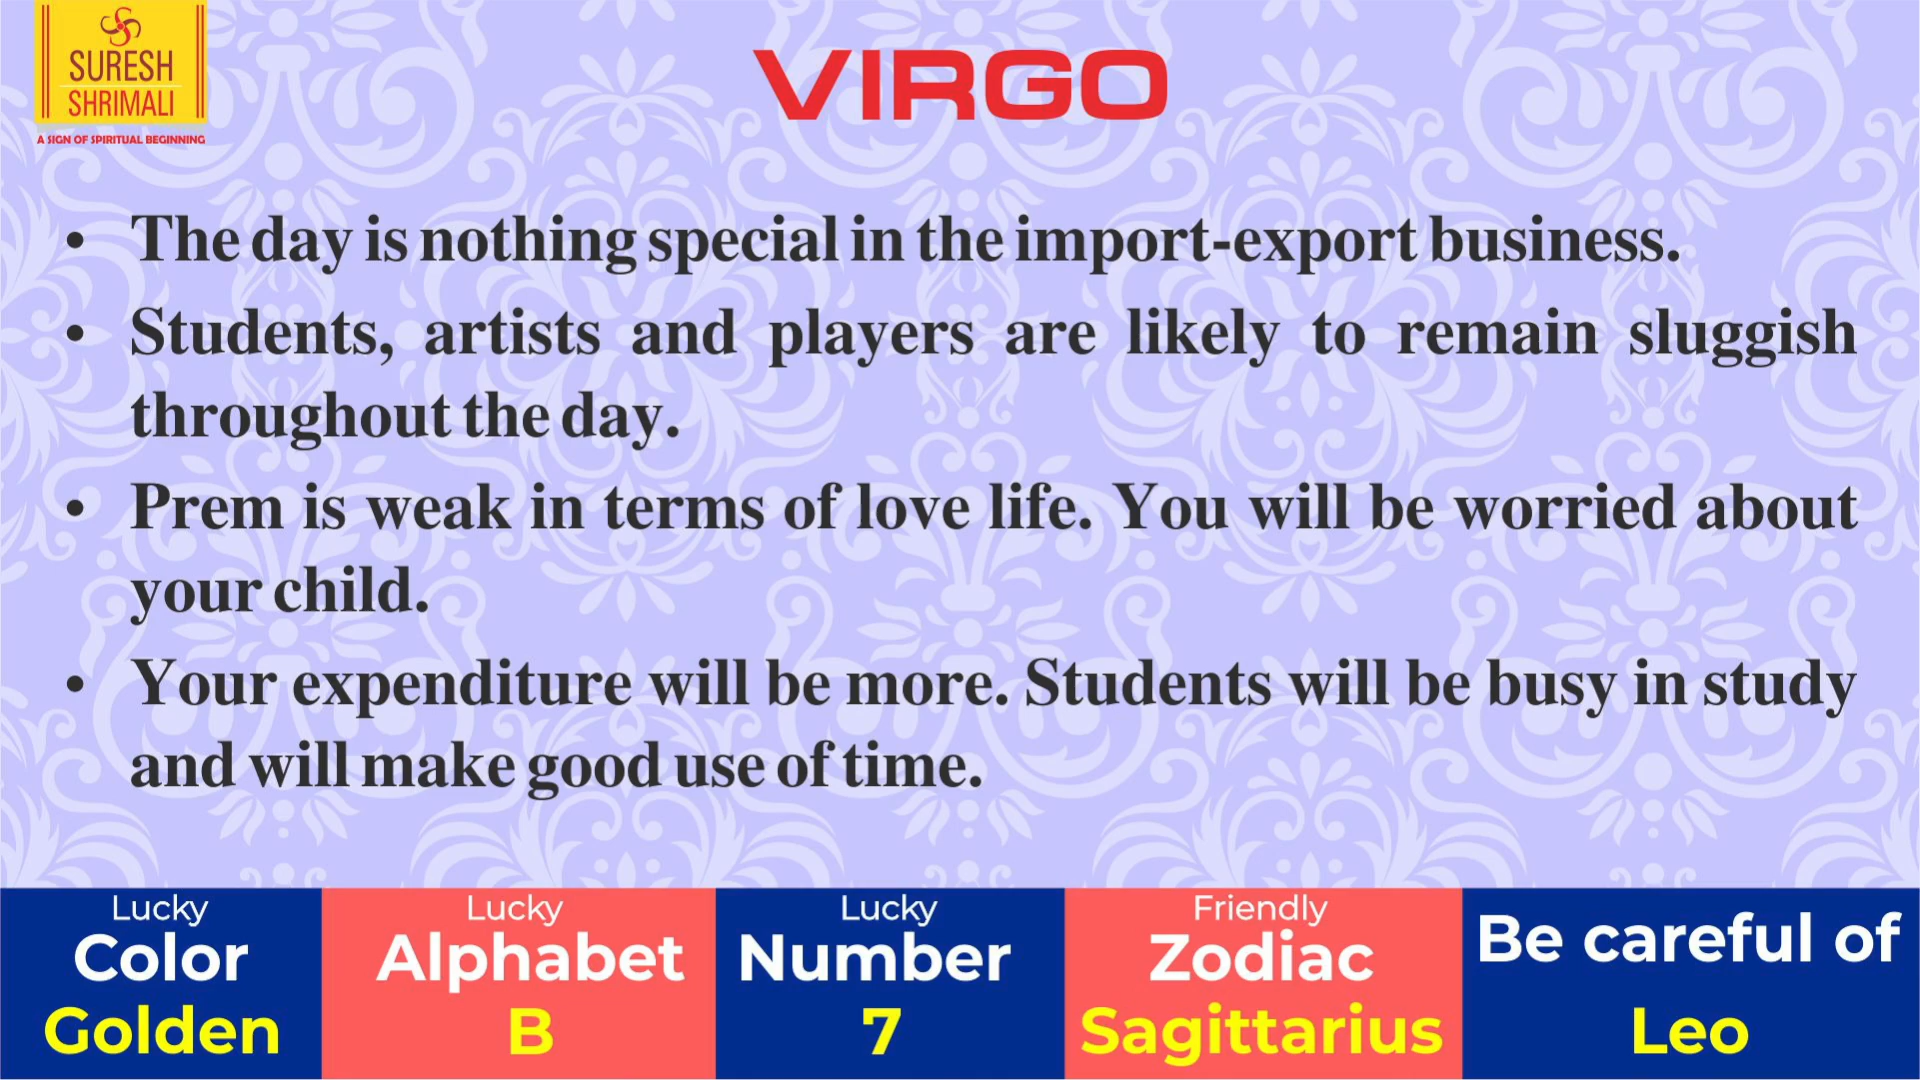 SURESH
SHRIMALI
A SIGN OF SPIRITUAL BEGINNING
VIRGO
• The day is nothing special in the import-export business.
• Students, artists and players are likely to remain sluggish
throughout the day.
• Prem is weak in terms of love life. You will be worried about
your child.
• Your expenditure will be more. Students will be busy in study
and will make good use of time.
Lucky
Color
Golden
Lucky
Alphabet
B
Lucky
Number
7
Friendly
Zodiac
Sagittarius
Be careful of
Leo